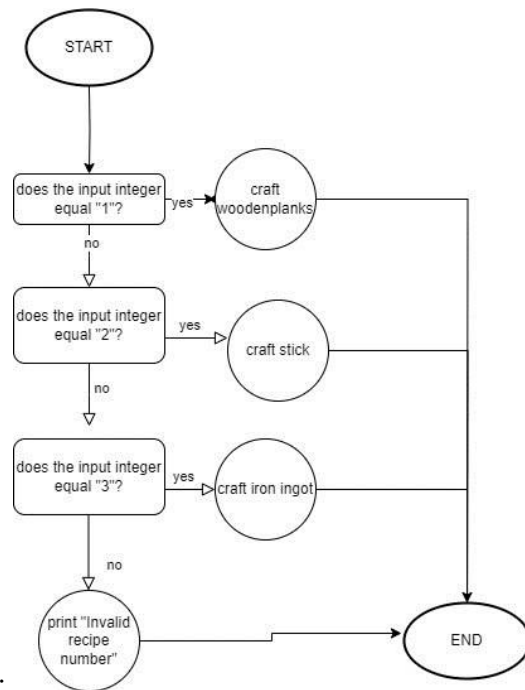 START
does the input integer
equal "1"?
yes
craft
woodenplanks
no
does the input integer
equal "2"?
yes
craft stick
no
does the input integer
equal "3"?
yes
craft iron ingot
no
print "Invalid
recipe
number"
END
.